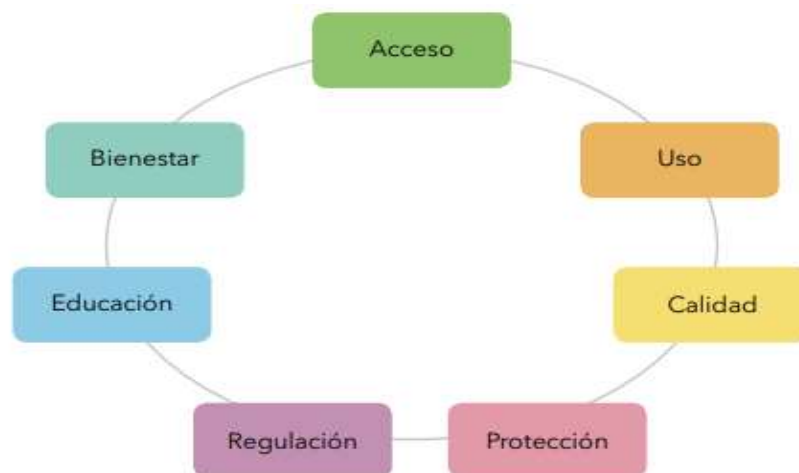 Acceso
Bienestar
Uso
Educación
Calidad
Regulación
Protección